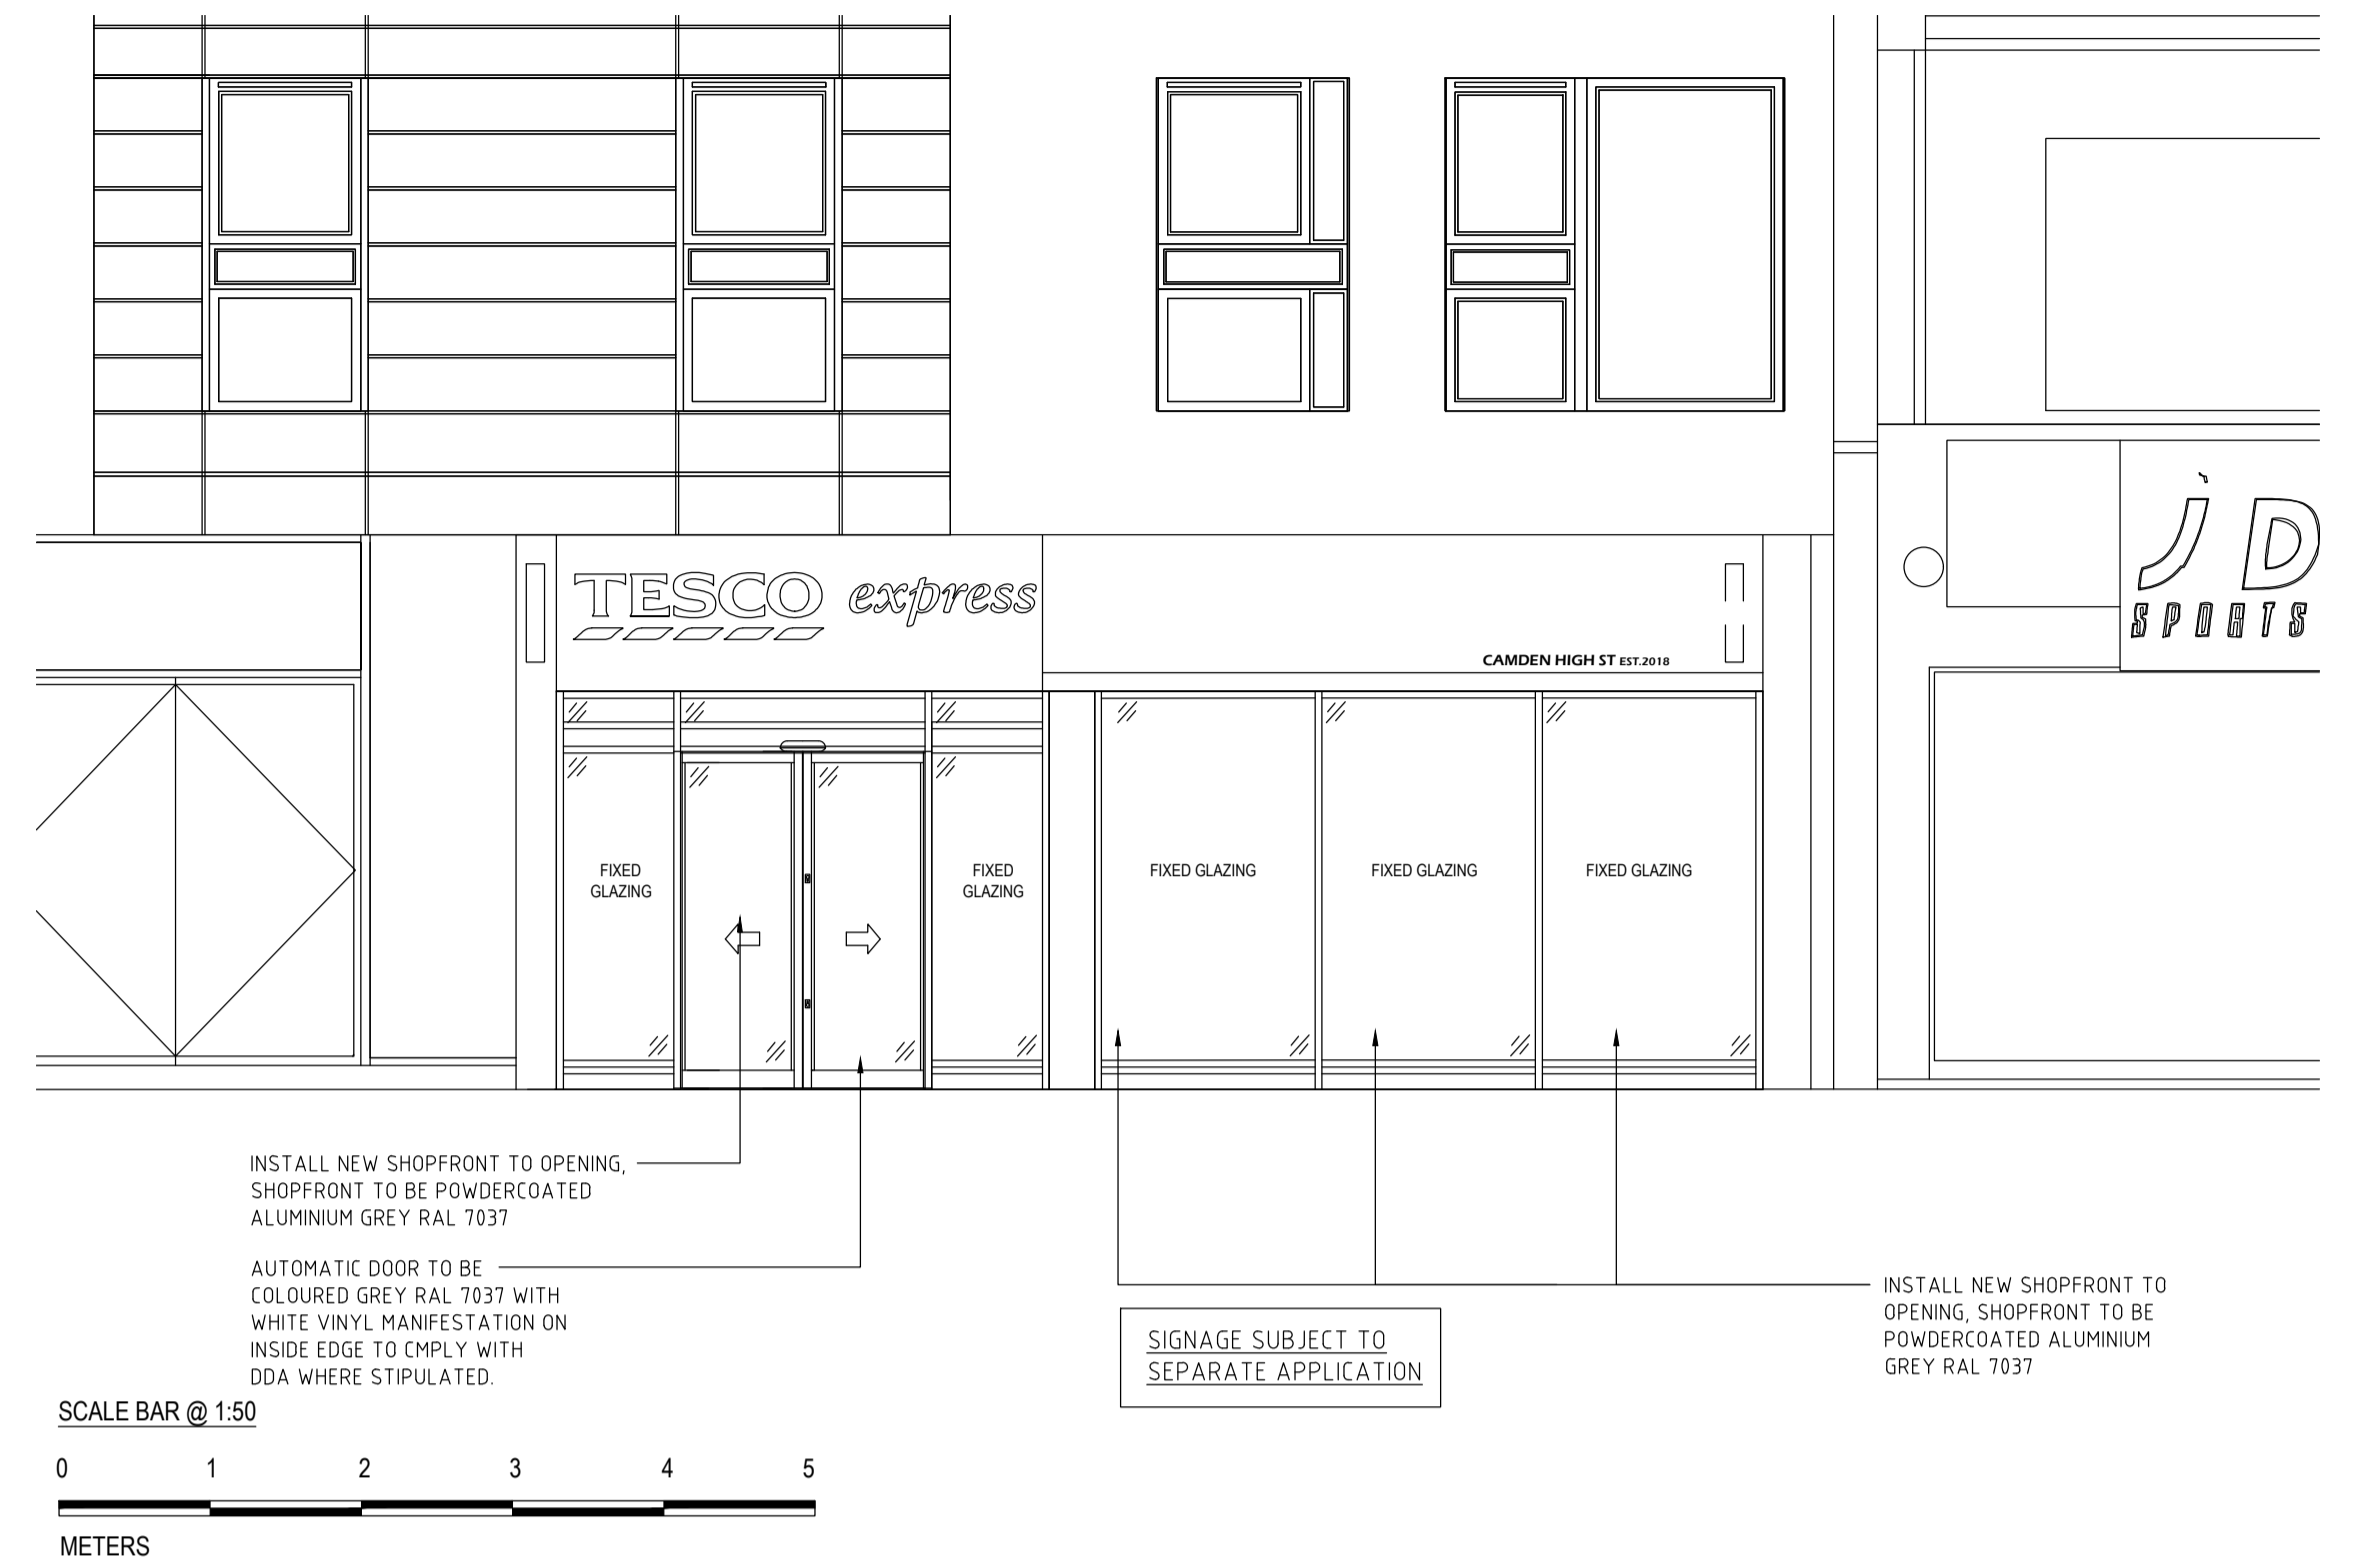 TESCO express
CAMDEN HIGH ST EST.2018
JD
SPORTS
FIXED
GLAZING
FIXED
GLAZING
FIXED GLAZING
FIXED GLAZING
FIXED GLAZING
INSTALL NEW SHOPFRONT TO OPENING,
SHOPFRONT TO BE POWDERCOATED
ALUMINIUM GREY RAL 7037
AUTOMATIC DOOR TO BE
COLOURED GREY RAL 7037 WITH
WHITE VINYL MANIFESTATION ON
INSIDE EDGE TO CMPLY WITH
DDA WHERE STIPULATED.
SIGNAGE SUBJECT TO
SEPARATE APPLICATION
INSTALL NEW SHOPFRONT TO
OPENING, SHOPFRONT TO BE
POWDERCOATED ALUMINIUM
GREY RAL 7037
SCALE BAR @ 1:50
0 1 2 3 4 5
METERS